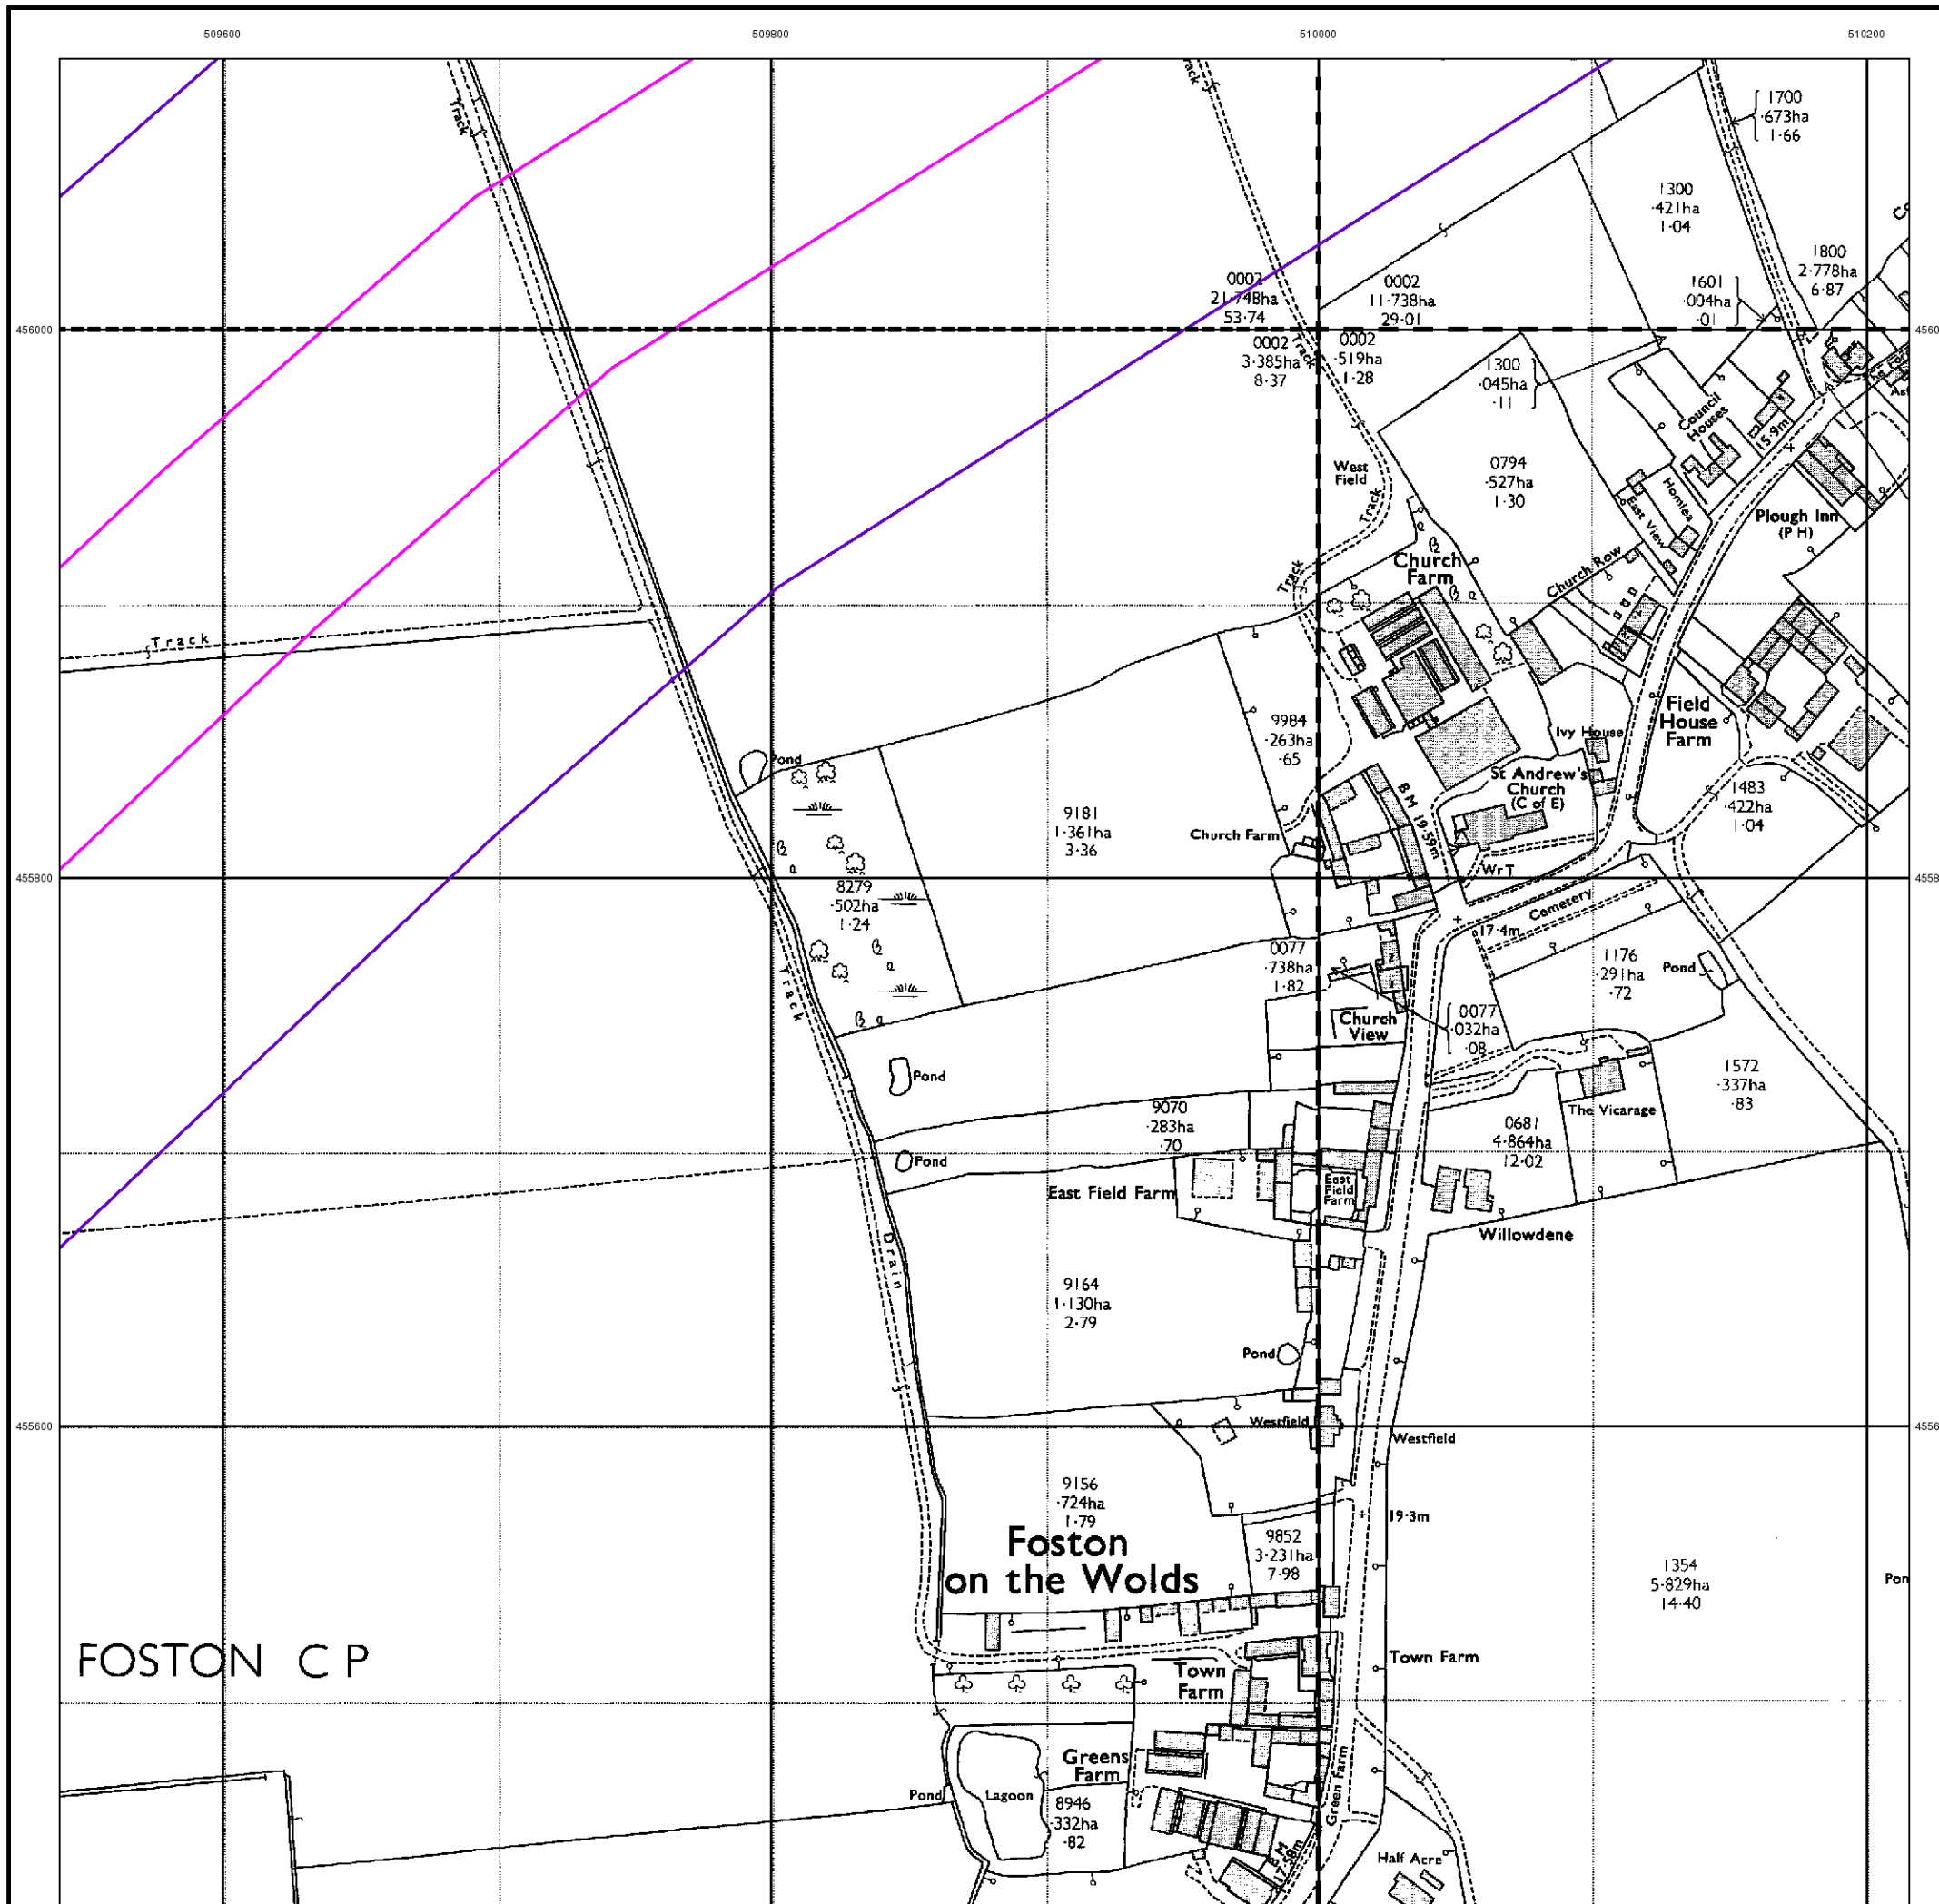 509600
509800
510000
510200
Track
Track
1700
·673ha
1·66
1300
·421ha
1·04
1800
2·778ha
6·87
1601
·004ha
·01
0002
21·748ha
53·74
0002
11·738ha
29·01
456000
0002
3·385ha
8·37
0002
·519ha
1·28
Track
1300
·045ha
·11
Council
Houses
15·9m
West
Field
0794
·527ha
1·30
Track
Homlea
East View
Plough Inn
(P H)
Church
Farm
Church Row
Track
Track
Field
House
Farm
9984
·263ha
·65
Ivy House
Pond
St Andrew's
Church
(C of E)
1483
·422ha
1·04
9181
1·361ha
3·36
Church Farm
B M 19·59m
455800
8279
·502ha
1·24
Wr T
Cemetery
17·4m
0077
·738ha
1·82
1176
·291ha
·72
Pond
Track
Church
View
0077
·032ha
·08
Pond
1572
·337ha
·83
9070
·283ha
·70
The Vicarage
0681
4·864ha
12·02
Pond
East Field Farm
East
Field
Farm
Willowdene
Drain
9164
1·130ha
2·79
Pond
455600
Westfield
Westfield
9156
·724ha
1·79
19·3m
Foston
on the Wolds
9852
3·231ha
7·98
1354
5·829ha
14·40
Pon
FOSTON C P
Town
Farm
Town Farm
Greens
Farm
Green Farm
Pond
Lagoon
8946
·332ha
·82
B M
17·58m
Half Acre